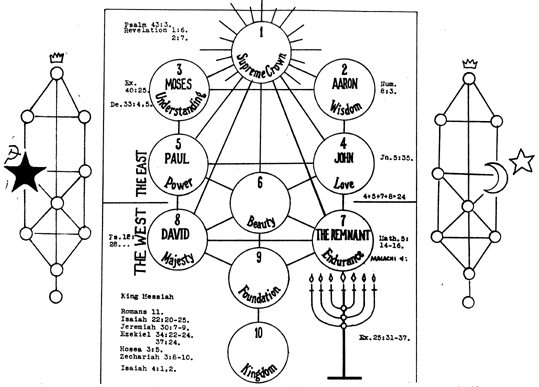 Psalm 43:3.
Revelation 1:6.
2:7.
1
Supreme Crown
3
MOSES
Understanding
2
AARON
Wisdom
Ex.
40:25.
De.33:4,5.
Num.
8:3.
5
PAUL
Power
4
JOHN
Love
Jn.5:35.
THE EAST
6
Beauty
4+5+7+8=24
THE WEST
8
DAVID
Majesty
7
THE REMNANT
Endurance
Ps.18:
28...
Math.5:
14-16.
9
Foundation
10
Kingdom
King Messiah
Romans 11.
Isaiah 22:20-25.
Jeremiah 30:7-9.
Ezekiel 34:22-24.
37:24.
Hosea 3:5.
Zechariah 3:8-10.
Isaiah 4:1,2.
Ex.25:31-37.